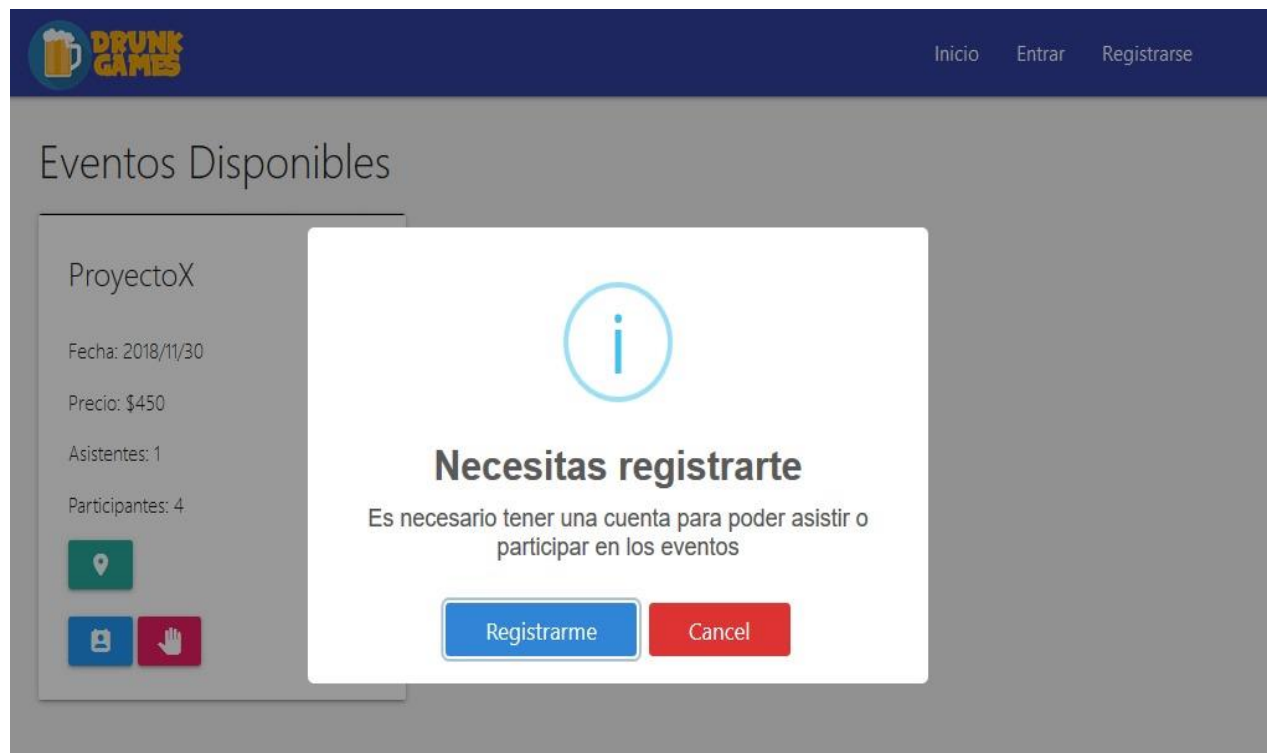 DRUNK
GAMES
Inicio Entrar Registrarse
Eventos Disponibles
ProyectoX
Fecha: 2018/11/30
Precio: $450
Asistentes: 1
Participantes: 4
Necesitas registrarte
Es necesario tener una cuenta para poder asistir o
participar en los eventos
Registrarme Cancel